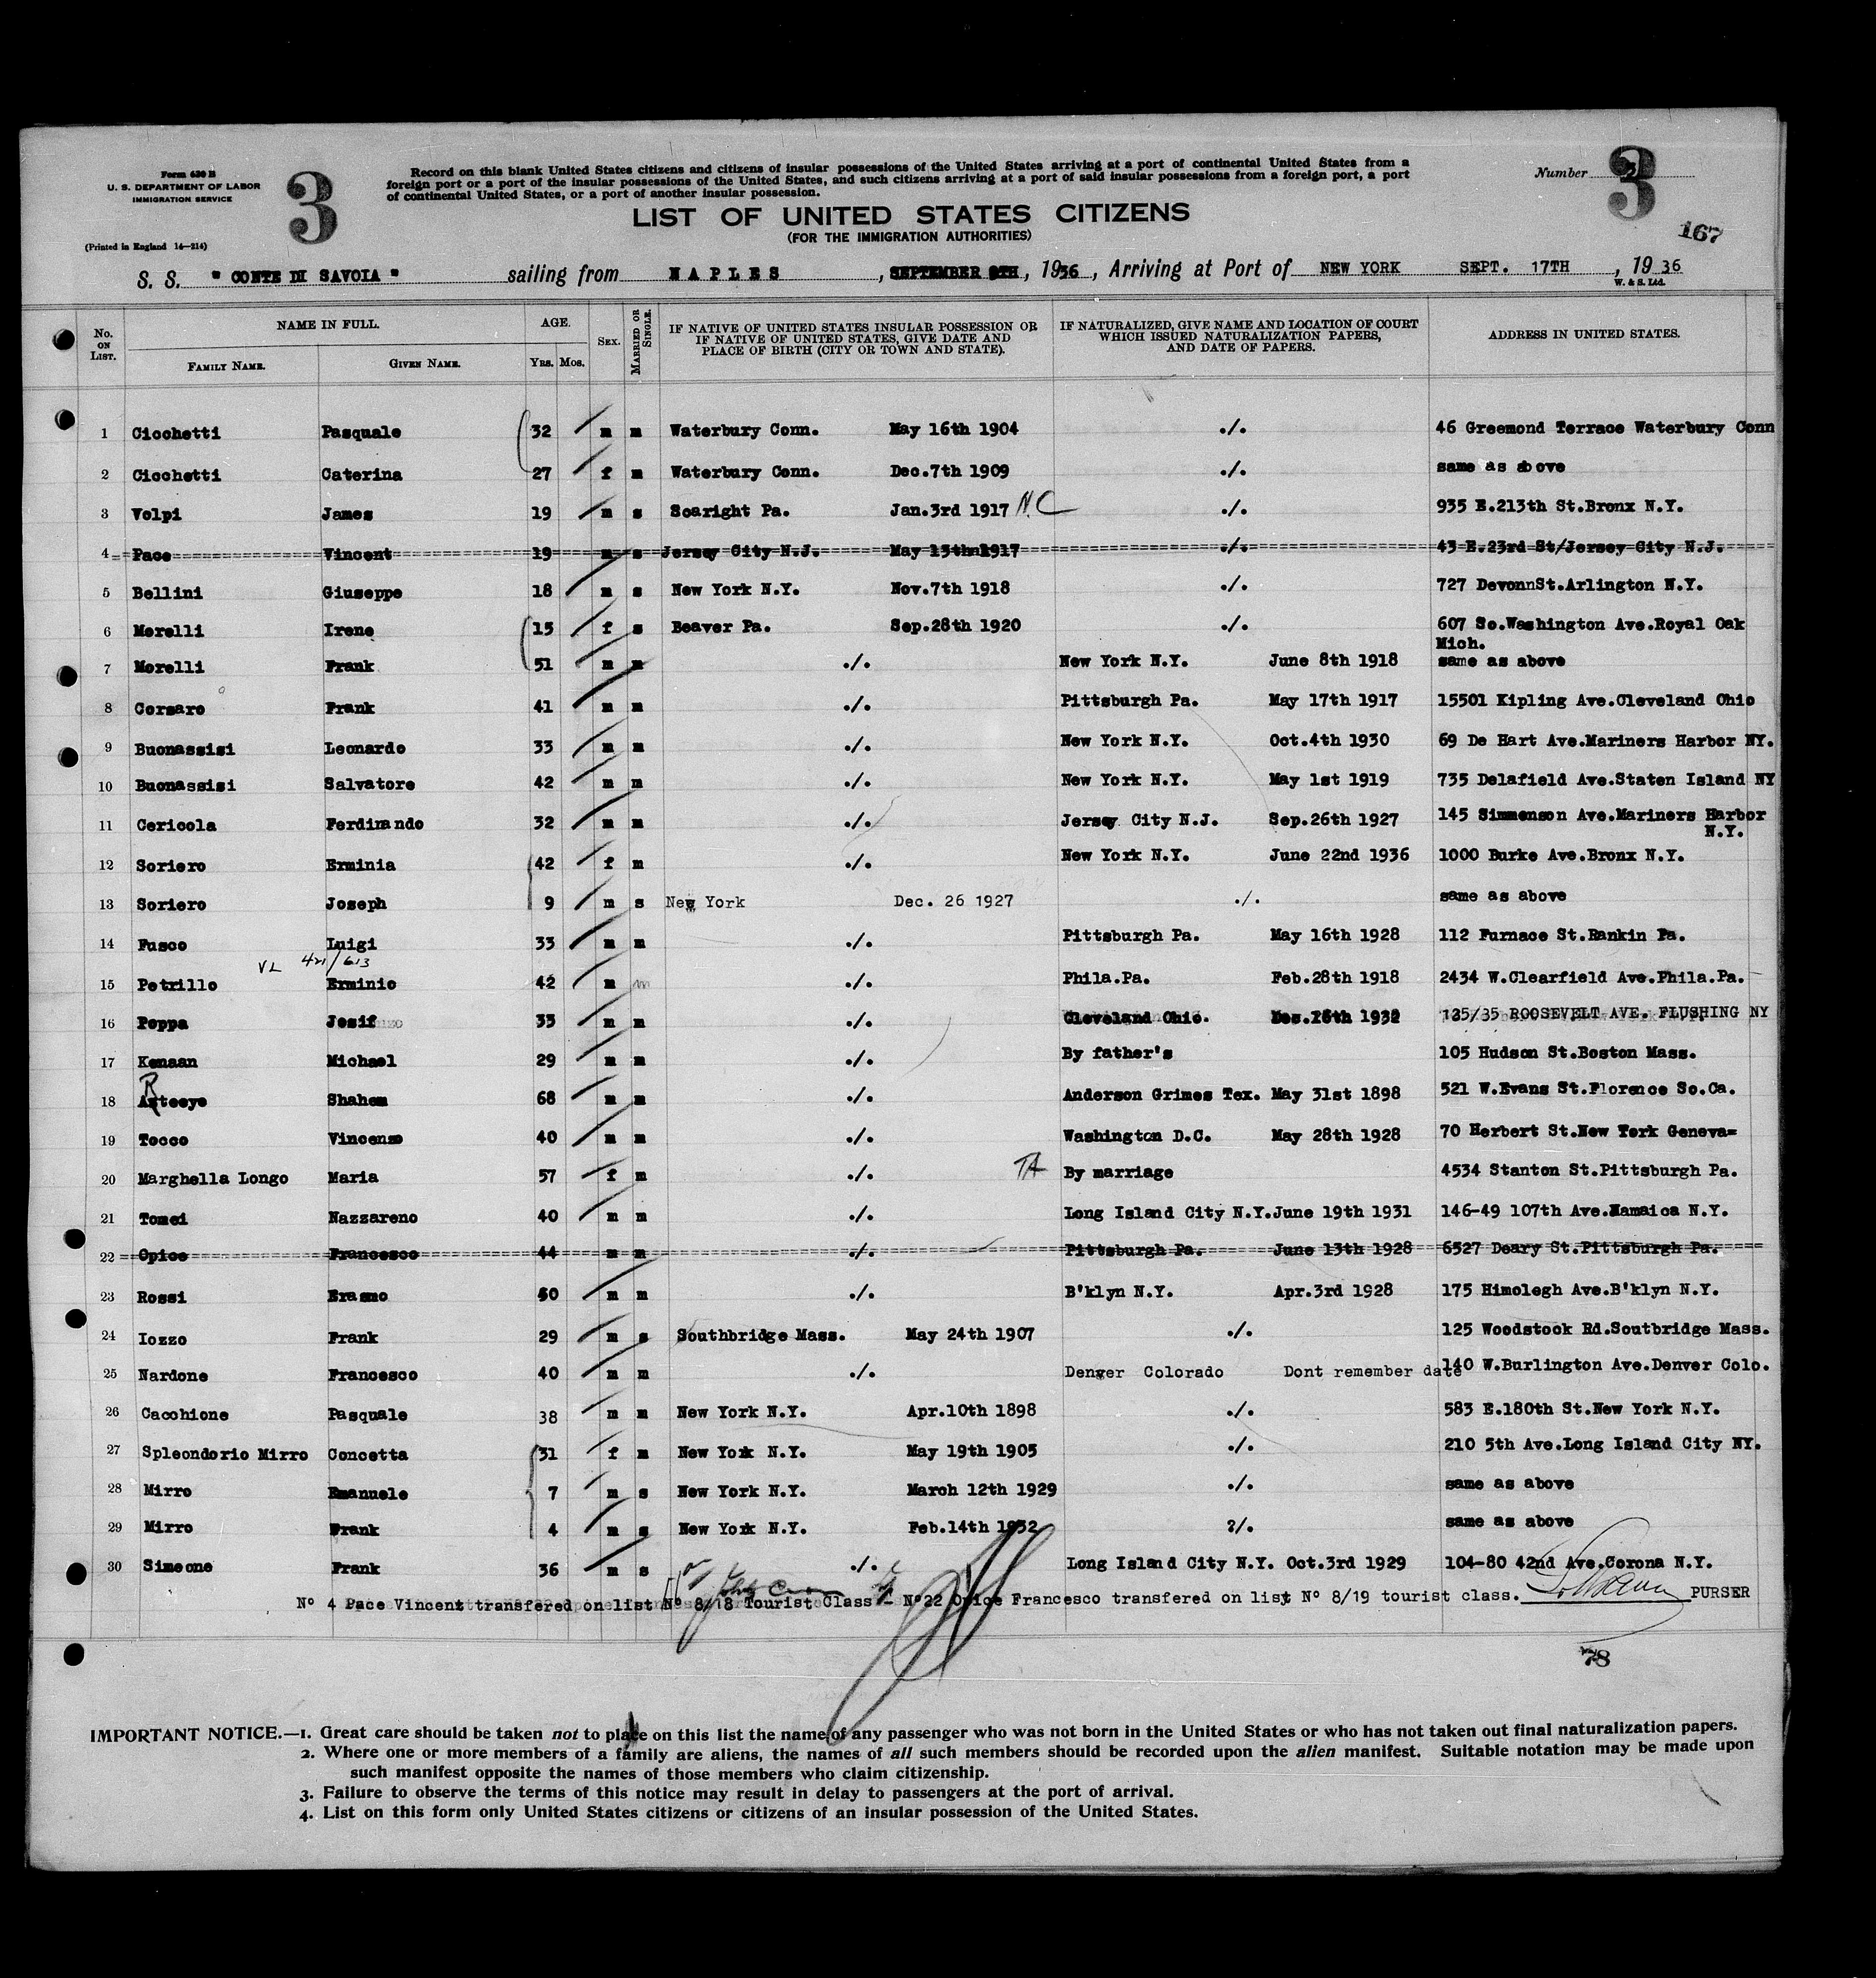 Form 630 B
U. S. DEPARTMENT OF LABOR
IMMIGRATION SERVICE
(Printed in England 14—214)
3
Record on this blank United States citizens and citizens of insular possessions of the United States arriving at a port of continental United States from a
foreign port or a port of the insular possessions of the United States, and such citizens arriving at a port of said insular possessions from a foreign port, a port
of continental United States, or a port of another insular possession.
LIST OF UNITED STATES CITIZENS
(FOR THE IMMIGRATION AUTHORITIES)
Number 3
167
S. S. " CONTE DI SAVOIA " sailing from NAPLES, SEPTEMBER 9TH, 1936, Arriving at Port of NEW YORK SEPT. 17TH, 1936
W. & S. Ltd.
No. ON LIST. NAME IN FULL. AGE. SEX. MARRIED OR SINGLE. IF NATIVE OF UNITED STATES INSULAR POSSESSION OR IF NATIVE OF UNITED STATES, GIVE DATE AND PLACE OF BIRTH (CITY OR TOWN AND STATE). IF NATURALIZED, GIVE NAME AND LOCATION OF COURT WHICH ISSUED NATURALIZATION PAPERS, AND DATE OF PAPERS. ADDRESS IN UNITED STATES.
FAMILY NAME. GIVEN NAME. YRS. MOS.
1 Cicchetti Pasquale 32 m m Waterbury Conn. May 16th 1904 ./. 46 Greemond Terrace Waterbury Conn
2 Cicchetti Caterina 27 f m Waterbury Conn. Dec.7th 1909 ./. same as above
3 Volpi James 19 m s Scaright Pa. Jan.3rd 1917 N.C ./. 935 E.213th St.Bronx N.Y.
4 Pace Vincent 19 m s Jersey City N.J. May 13th 1917 ./. 43 E.23rd St/Jersey City N.J.
5 Bellini Giuseppe 18 m s New York N.Y. Nov.7th 1918 ./. 727 DevonnSt.Arlington N.Y.
6 Morelli Irene 15 f s Beaver Pa. Sep.28th 1920 ./. 607 So.Washington Ave.Royal Oak Mich.
7 Morelli Frank 51 m m ./. New York N.Y. June 8th 1918 same as above
8 Corsaro Frank 41 m m ./. Pittsburgh Pa. May 17th 1917 15501 Kipling Ave.Cleveland Ohio
9 Buonassisi Leonardo 33 m m ./. New York N.Y. Oct.4th 1930 69 De Hart Ave.Mariners Harbor NY.
10 Buonassisi Salvatore 42 m m ./. New York N.Y. May 1st 1919 735 Delafield Ave.Staten Island NY
11 Cericola Ferdinando 32 m m ./. Jersey City N.J. Sep.26th 1927 145 Simmenson Ave.Mariners Harbor N.Y.
12 Soriero Erminia 42 f m ./. New York N.Y. June 22nd 1936 1000 Burke Ave.Bronx N.Y.
13 Soriero Joseph 9 m s New York Dec. 26 1927 ./. same as above
14 Fusco Luigi 33 m m ./. Pittsburgh Pa. May 16th 1928 112 Furnace St.Rankin Pa.
VL 421/613
15 Petrillo Erminio 42 m m ./. Phila.Pa. Feb.28th 1918 2434 W.Clearfield Ave.Phila.Pa.
16 Poppa Josif 33 m m ./. Cleveland Ohio. 1932 135/35 ROOSEVELT AVE. FLUSHING NY
17 Kenaan Michael 29 m m ./. By father's 105 Hudson St.Boston Mass.
18 Arteeye Shahem 68 m m ./. Anderson Grimes Tex. May 31st 1898 521 W.Evans St.Florence So.Ca.
19 Tocco Vincenzo 40 m m ./. Washington D.C. May 28th 1928 70 Herbert St.New York Geneva=
20 Marghella Longo Maria 57 f m ./. TA By marriage 4534 Stanton St.Pittsburgh Pa.
21 Tomei Nazzareno 40 m m ./. Long Island City N.Y. June 19th 1931 146-49 107th Ave.Jamaica N.Y.
22 Opice Francesco 44 m m ./. Pittsburgh Pa. June 13th 1928 6527 Deary St.Pittsburgh Pa.
23 Rossi Erasmo 50 m m ./. B'klyn N.Y. Apr.3rd 1928 175 Himolegh Ave.B'klyn N.Y.
24 Iozzo Frank 29 m s Southbridge Mass. May 24th 1907 ./. 125 Woodstock Rd.Soutbridge Mass.
25 Nardone Francesco 40 m m ./. Denver Colorado Dont remember date 140 W.Burlington Ave.Denver Colo.
26 Cacchione Pasquale 38 m m New York N.Y. Apr.10th 1898 ./. 583 E.180th St.New York N.Y.
27 Spleondorio Mirro Concetta 31 f m New York N.Y. May 19th 1905 ./. 210 5th Ave.Long Island City NY.
28 Mirro Emanuele 7 m s New York N.Y. March 12th 1929 ./. same as above
29 Mirro Frank 4 m s New York N.Y. Feb.14th 1932 ?/. same as above
30 Simeone Frank 36 m s ./. Long Island City N.Y. Oct.3rd 1929 104-80 42nd Ave.Corona N.Y.
Nº 4 Pace Vincent transfered on list Nº 8/18 Tourist Class - Nº22 Opice Francesco transfered on list Nº 8/19 tourist class. PURSER
78
IMPORTANT NOTICE.—1. Great care should be taken not to place on this list the name of any passenger who was not born in the United States or who has not taken out final naturalization papers.
2. Where one or more members of a family are aliens, the names of all such members should be recorded upon the alien manifest. Suitable notation may be made upon
such manifest opposite the names of those members who claim citizenship.
3. Failure to observe the terms of this notice may result in delay to passengers at the port of arrival.
4. List on this form only United States citizens or citizens of an insular possession of the United States.